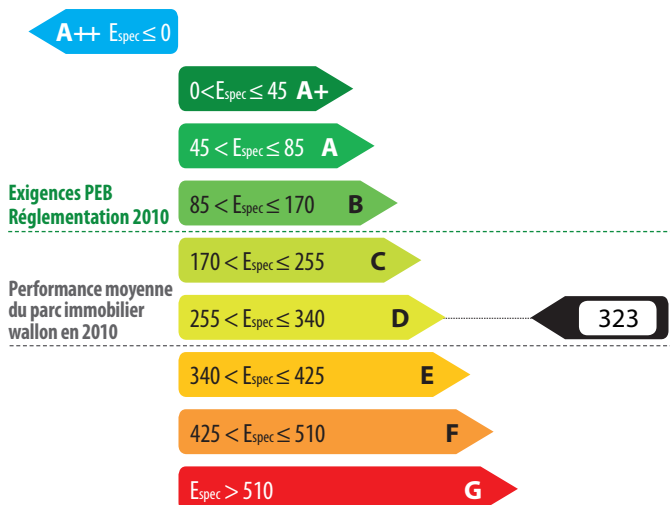 A++ Espec ≤ 0
0<Espec ≤ 45 A+
45 < Espec ≤ 85 A
Exigences PEB
Réglementation 2010
85 < Espec ≤ 170 B
170 < Espec ≤ 255 C
Performance moyenne
du parc immobilier
wallon en 2010
255 < Espec ≤ 340 D
323
340 < Espec ≤ 425 E
425 < Espec ≤ 510 F
Espec > 510 G